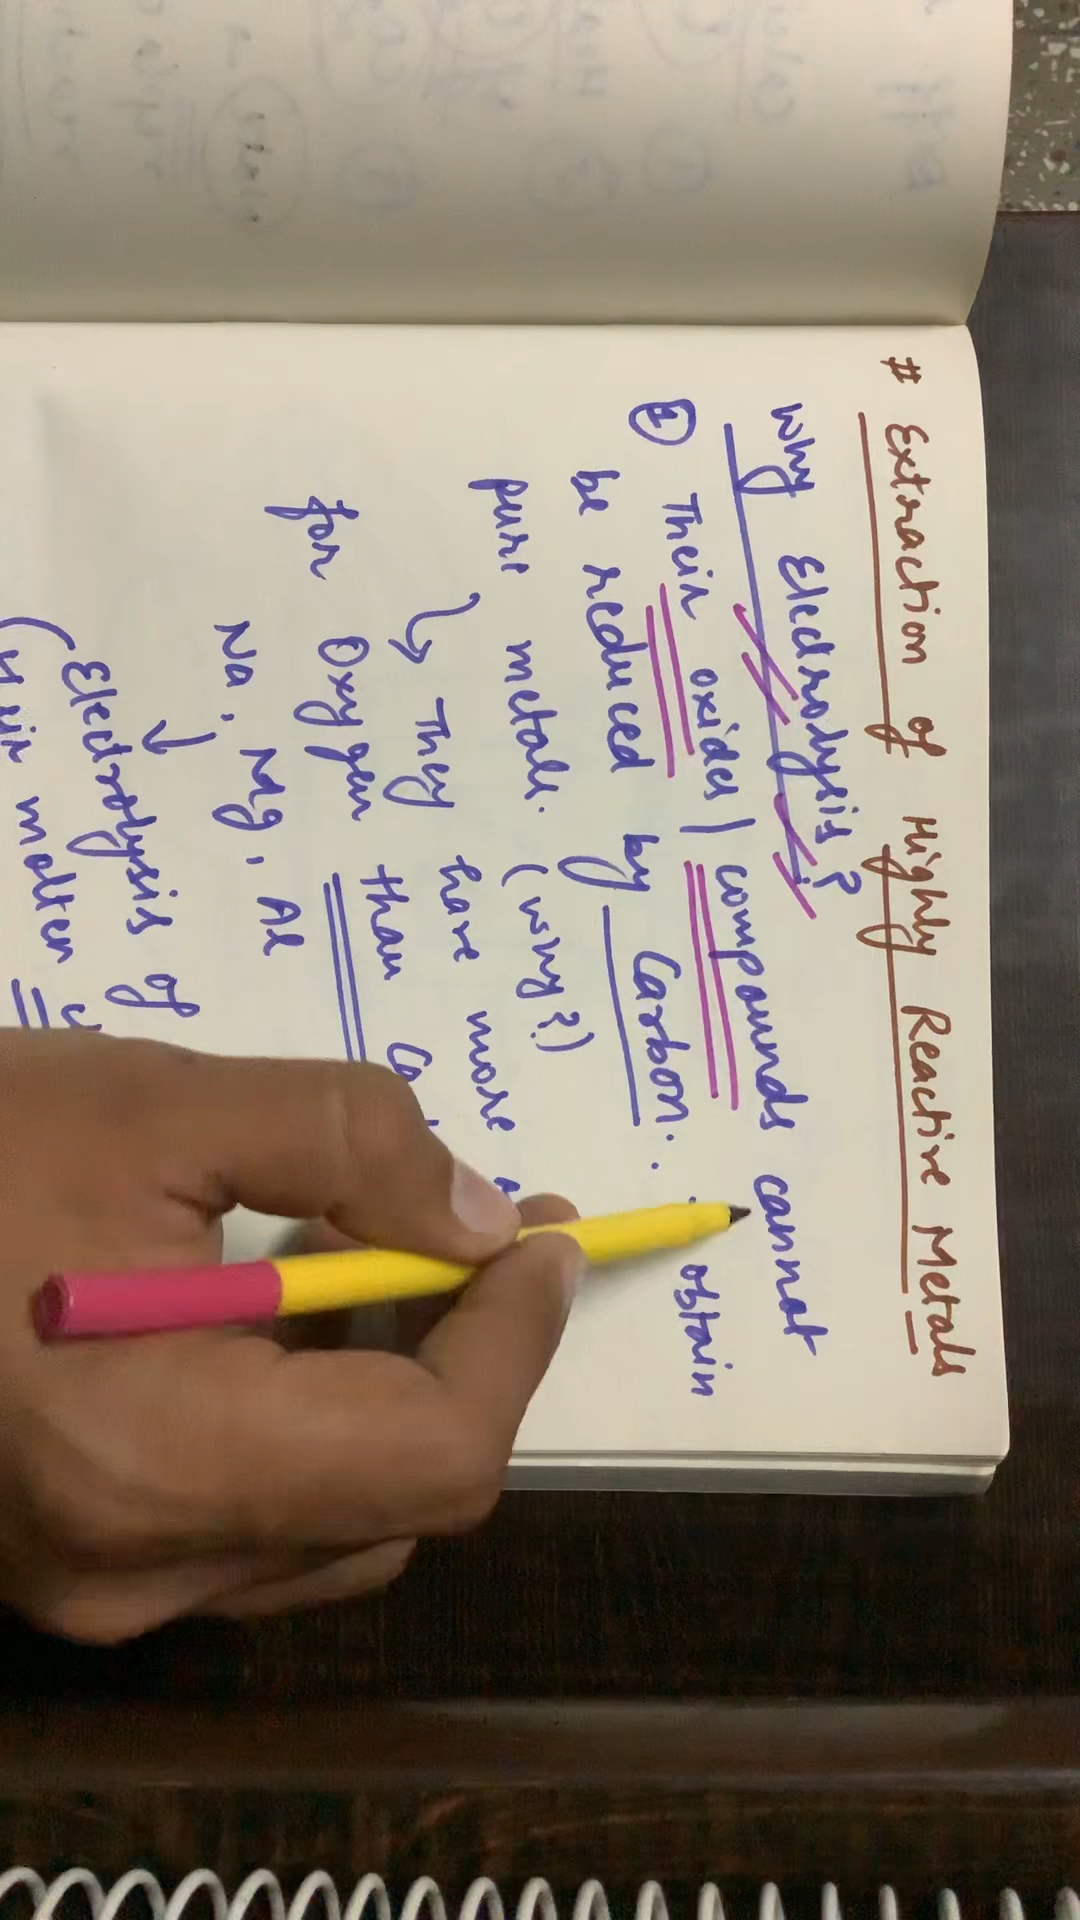 # Extraction of Highly Reactive Metals
Why Electrolysis?
① Their oxides / compounds cannot
be reduced by Carbon. obtain
pure metals. (why?)
They have more
for Oxygen than
Na, Mg, Al
Electrolysis of
molten